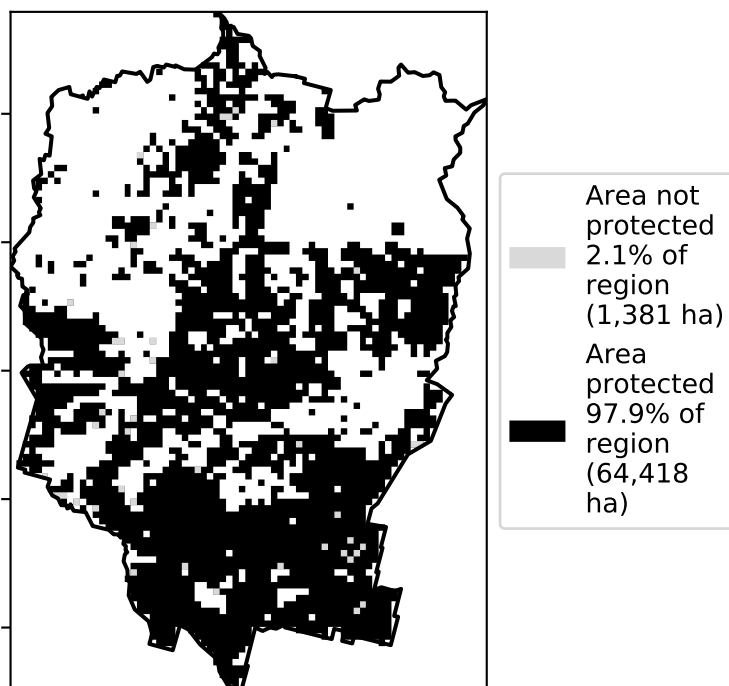 Area not
protected
2.1% of
region
(1,381 ha)
Area
protected
97.9% of
region
(64,418
ha)